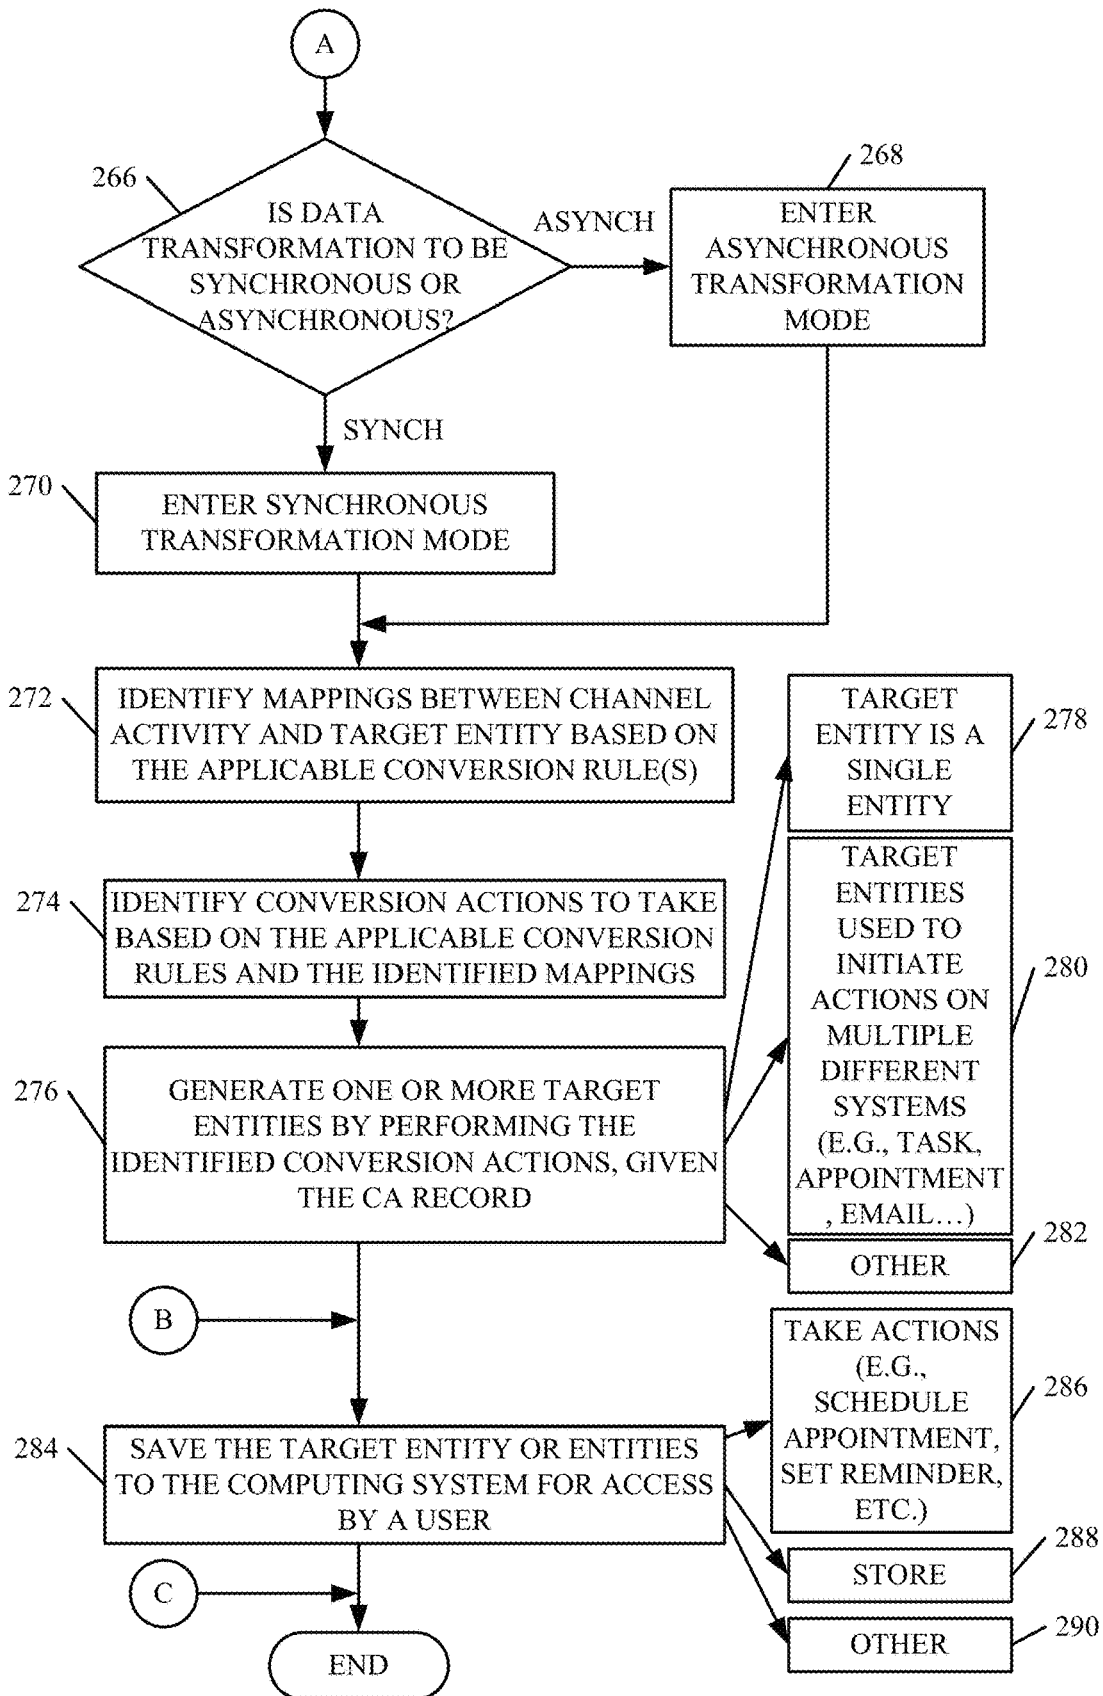 A
266
IS DATA
TRANSFORMATION TO BE
SYNCHRONOUS OR
ASYNCHRONOUS?
ASYNCH
268
ENTER
ASYNCHRONOUS
TRANSFORMATION
MODE
SYNCH
270
ENTER SYNCHRONOUS
TRANSFORMATION MODE
272
IDENTIFY MAPPINGS BETWEEN CHANNEL
ACTIVITY AND TARGET ENTITY BASED ON
THE APPLICABLE CONVERSION RULE(S)
274
IDENTIFY CONVERSION ACTIONS TO TAKE
BASED ON THE APPLICABLE CONVERSION
RULES AND THE IDENTIFIED MAPPINGS
276
GENERATE ONE OR MORE TARGET
ENTITIES BY PERFORMING THE
IDENTIFIED CONVERSION ACTIONS, GIVEN
THE CA RECORD
TARGET
ENTITY IS A
SINGLE
ENTITY
278
TARGET
ENTITIES
USED TO
INITIATE
ACTIONS ON
MULTIPLE
DIFFERENT
SYSTEMS
(E.G., TASK,
APPOINTMENT
, EMAIL…)
280
OTHER
282
B
284
SAVE THE TARGET ENTITY OR ENTITIES
TO THE COMPUTING SYSTEM FOR ACCESS
BY A USER
TAKE ACTIONS
(E.G.,
SCHEDULE
APPOINTMENT,
SET REMINDER,
ETC.)
286
STORE
288
OTHER
290
C
END